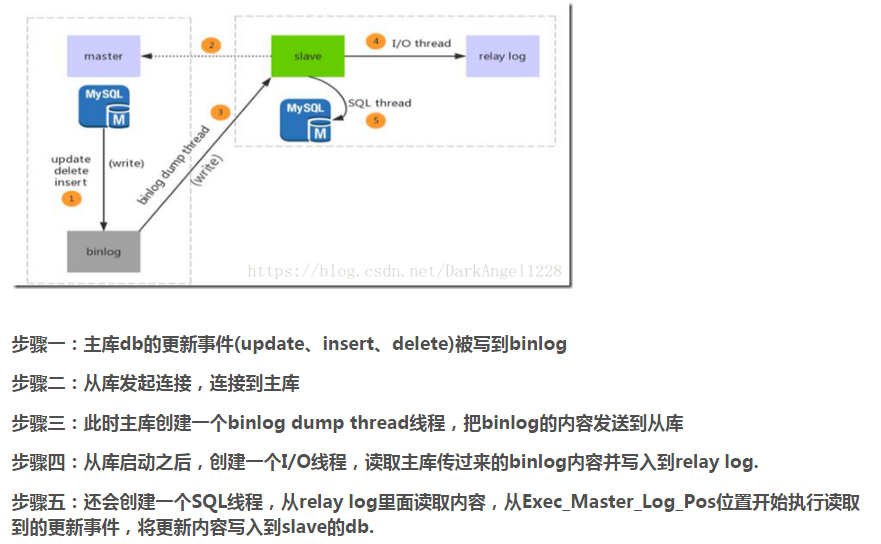 master
2
slave
4
I/O thread
relay log
MySQL
M
3
MySQL
M
SQL thread
5
update
delete
insert
(write)
1
binlog dump thread
(write)
binlog
https://blog.csdn.net/DarkAngel1228
步骤一：主库db的更新事件(update、insert、delete)被写到binlog
步骤二：从库发起连接，连接到主库
步骤三：此时主库创建一个binlog dump thread线程，把binlog的内容发送到从库
步骤四：从库启动之后，创建一个I/O线程，读取主库传过来的binlog内容并写入到relay log.
步骤五：还会创建一个SQL线程，从relay log里面读取内容，从Exec_Master_Log_Pos位置开始执行读取
到的更新事件，将更新内容写入到slave的db.